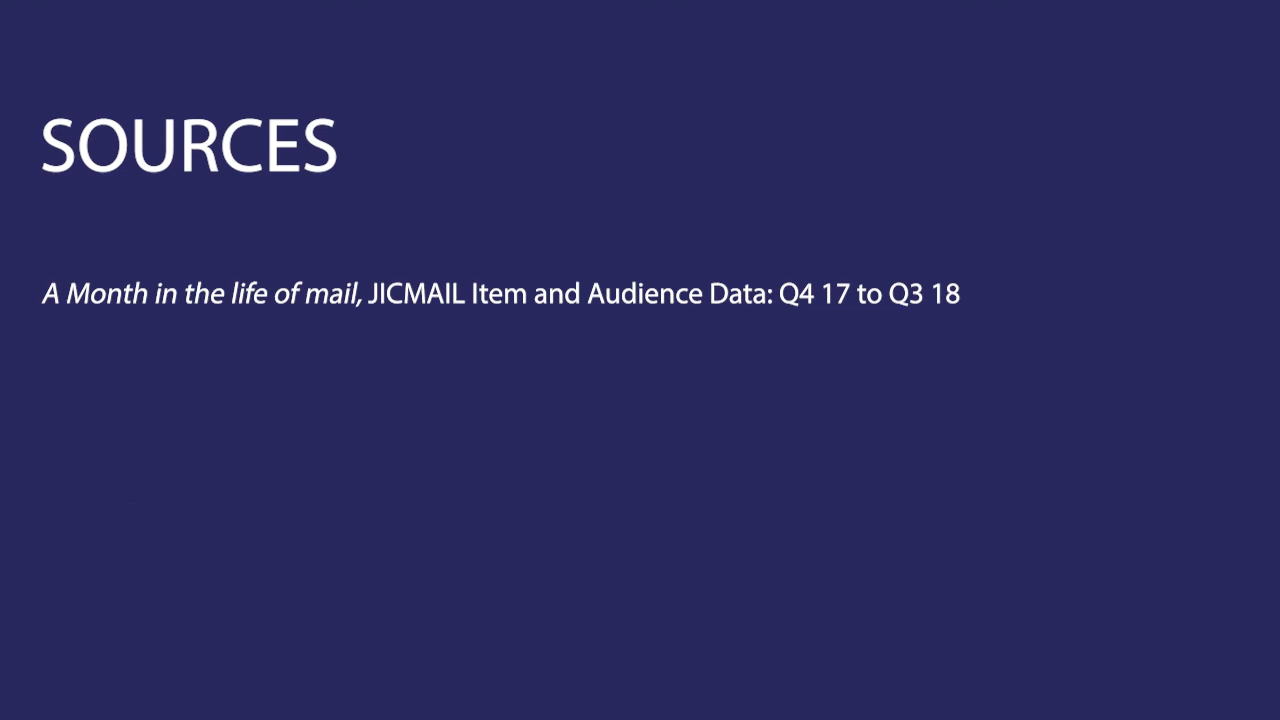 SOURCES
A Month in the life of mail, JICMAIL Item and Audience Data: Q4 17 to Q3 18